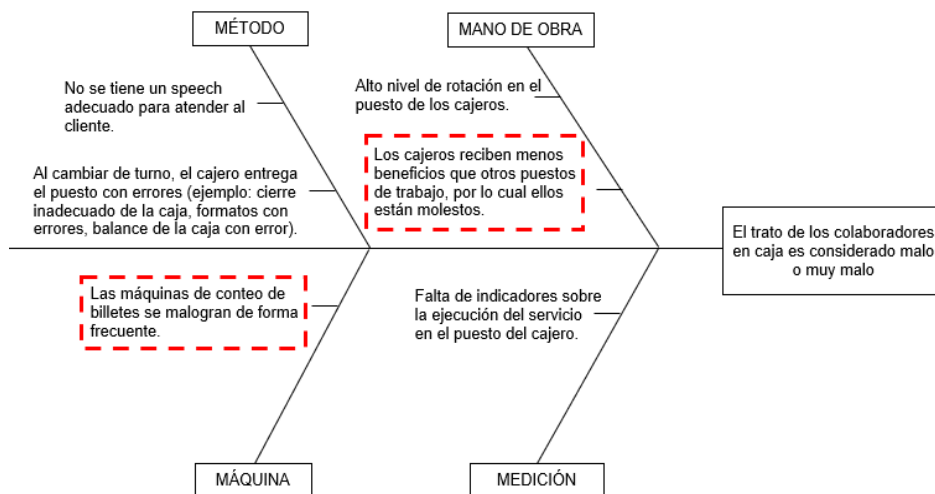 MÉTODO
MANO DE OBRA
No se tiene un speech
adecuado para atender al
cliente.
Alto nivel de rotación en el
puesto de los cajeros.
Los cajeros reciben menos
beneficios que otros puestos
de trabajo, por lo cual ellos
están molestos.
Al cambiar de turno, el cajero entrega
el puesto con errores (ejemplo: cierre
inadecuado de la caja, formatos con
errores, balance de la caja con error).
El trato de los colaboradores
en caja es considerado malo
o muy malo
Las máquinas de conteo de
billetes se malogran de forma
frecuente.
Falta de indicadores sobre
la ejecución del servicio
en el puesto del cajero.
MÁQUINA
MEDICIÓN